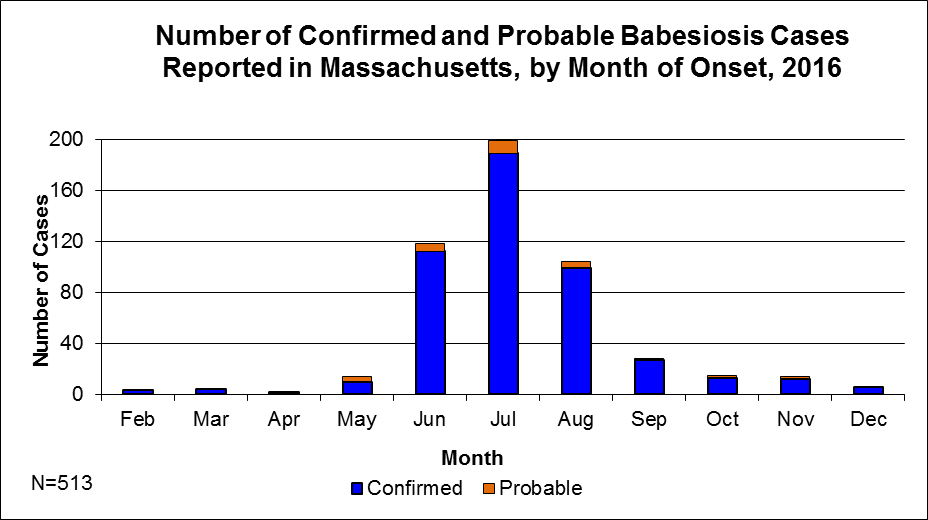 Number of Confirmed and Probable Babesiosis Cases
Reported in Massachusetts, by Month of Onset, 2016
Number of Cases
200
160
120
80
40
0
Feb Mar Apr May Jun Jul Aug Sep Oct Nov Dec
Month
N=513
Confirmed Probable